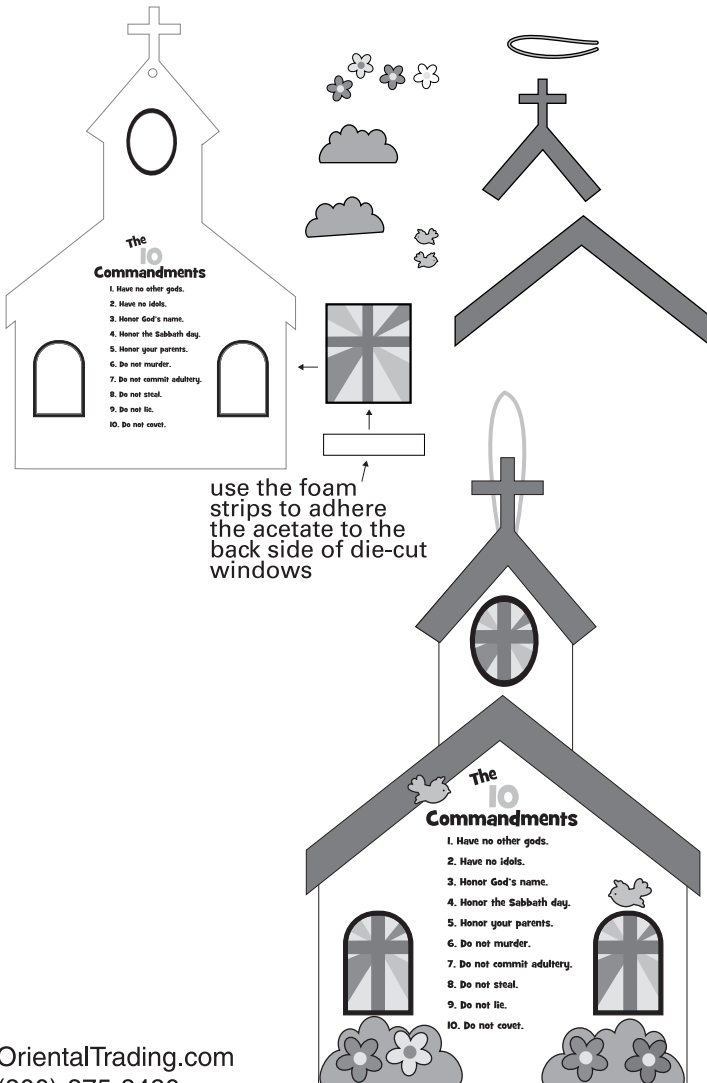 The
10
Commandments
1. Have no other gods.
2. Have no idols.
3. Honor God's name.
4. Honor the Sabbath day.
5. Honor your parents.
6. Do not murder.
7. Do not commit adultery.
8. Do not steal.
9. Do not lie.
10. Do not covet.
use the foam
strips to adhere
the acetate to the
back side of die-cut
windows
The
10
Commandments
1. Have no other gods.
2. Have no idols.
3. Honor God's name.
4. Honor the Sabbath day.
5. Honor your parents.
6. Do not murder.
7. Do not commit adultery.
8. Do not steal.
9. Do not lie.
10. Do not covet.
OrientalTrading.com